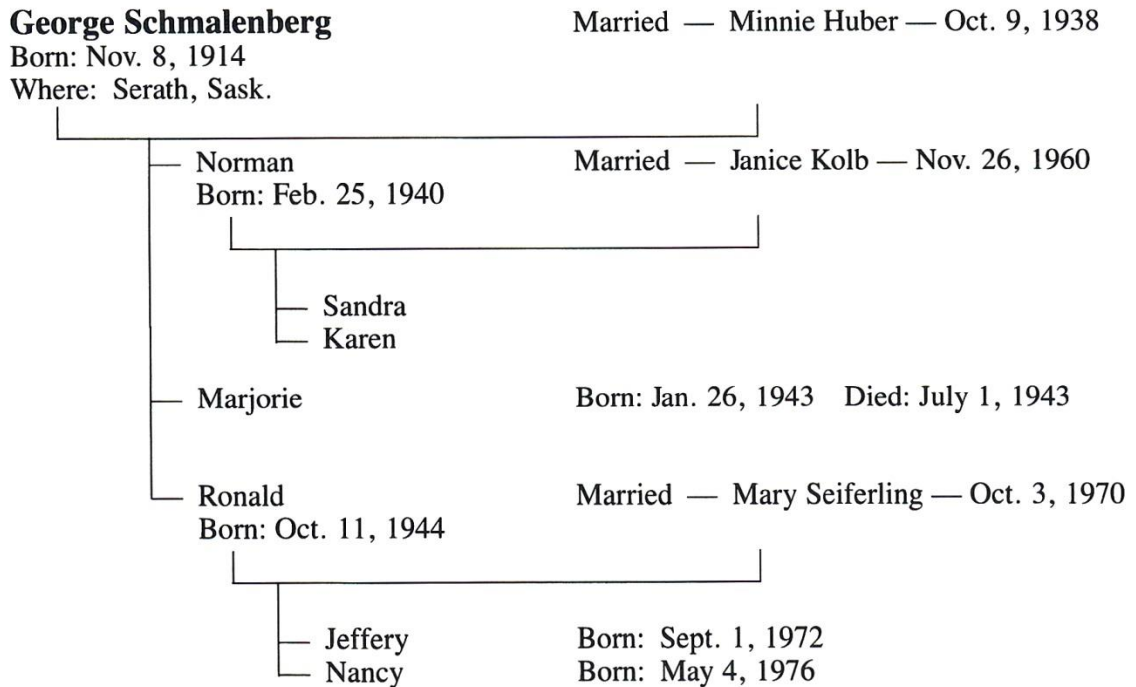 George Schmalenberg Married — Minnie Huber — Oct. 9, 1938
Born: Nov. 8, 1914
Where: Serath, Sask.
Norman Married — Janice Kolb — Nov. 26, 1960
Born: Feb. 25, 1940
Sandra
Karen
Marjorie Born: Jan. 26, 1943 Died: July 1, 1943
Ronald Married — Mary Seiferling — Oct. 3, 1970
Born: Oct. 11, 1944
Jeffery Born: Sept. 1, 1972
Nancy Born: May 4, 1976